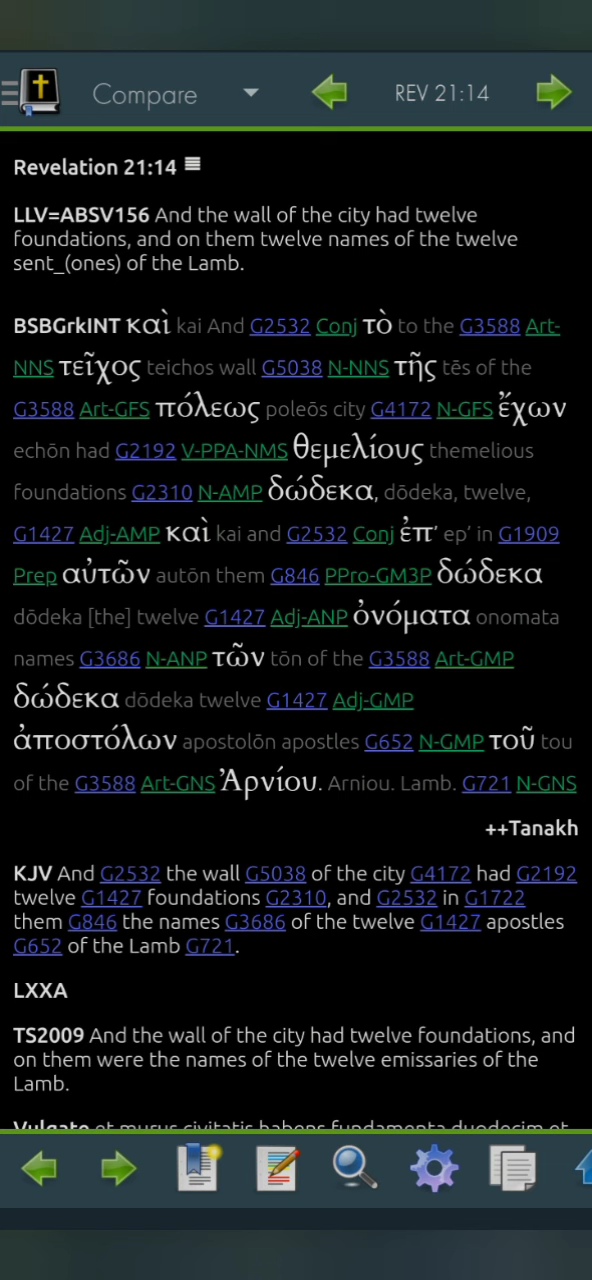 Compare
REV 21:14
Revelation 21:14
LLV=ABSV156 And the wall of the city had twelve
foundations, and on them twelve names of the twelve
sent_(ones) of the Lamb.
BSBGrkINT καὶ kai And G2532 Conj τὸ to the G3588 Art-
NNS τεῖχος teichos wall G5038 N-NNS τῆς tēs of the
G3588 Art-GFS πόλεως poleōs city G4172 N-GFS ἔχων
echōn had G2192 V-PPA-NMS θεμελίους themelious
foundations G2310 N-AMP δώδεκα, dōdeka, twelve,
G1427 Adj-AMP καὶ kai and G2532 Conj ἐπ’ ep’ in G1909
Prep αὐτῶν autōn them G846 PPro-GM3P δώδεκα
dōdeka [the] twelve G1427 Adj-ANP ὀνόματα onomata
names G3686 N-ANP τῶν tōn of the G3588 Art-GMP
δώδεκα dōdeka twelve G1427 Adj-GMP
ἀποστόλων apostolōn apostles G652 N-GMP τοῦ tou
of the G3588 Art-GNS Ἀρνίου. Arniou. Lamb. G721 N-GNS
++Tanakh
KJV And G2532 the wall G5038 of the city G4172 had G2192
twelve G1427 foundations G2310, and G2532 in G1722
them G846 the names G3686 of the twelve G1427 apostles
G652 of the Lamb G721.
LXXA
TS2009 And the wall of the city had twelve foundations, and
on them were the names of the twelve emissaries of the
Lamb.
Vulgate et murus civitatis habens fundamenta duodecim et